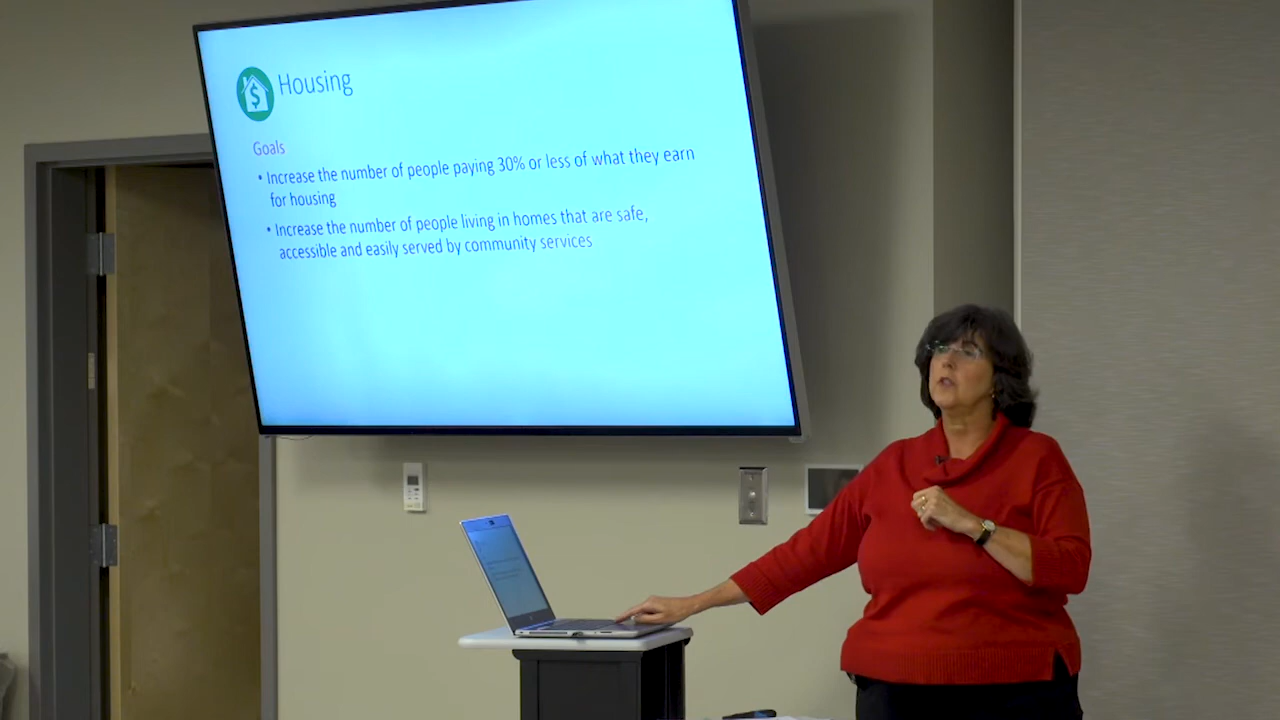 Housing
Goals
• Increase the number of people paying 30% or less of what they earn
for housing
• Increase the number of people living in homes that are safe,
accessible and easily served by community services